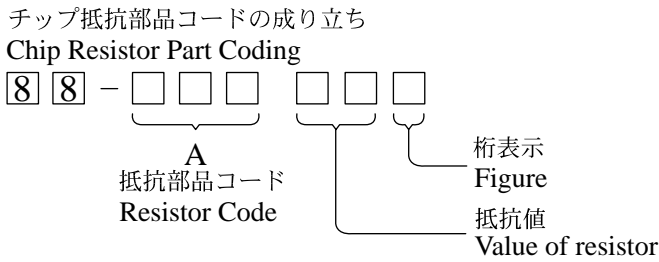 チップ抵抗部品コードの成り立ち
Chip Resistor Part Coding
8 8 - □ □ □ □ □ □
A
抵抗部品コード
Resistor Code
桁表示
Figure
抵抗値
Value of resistor